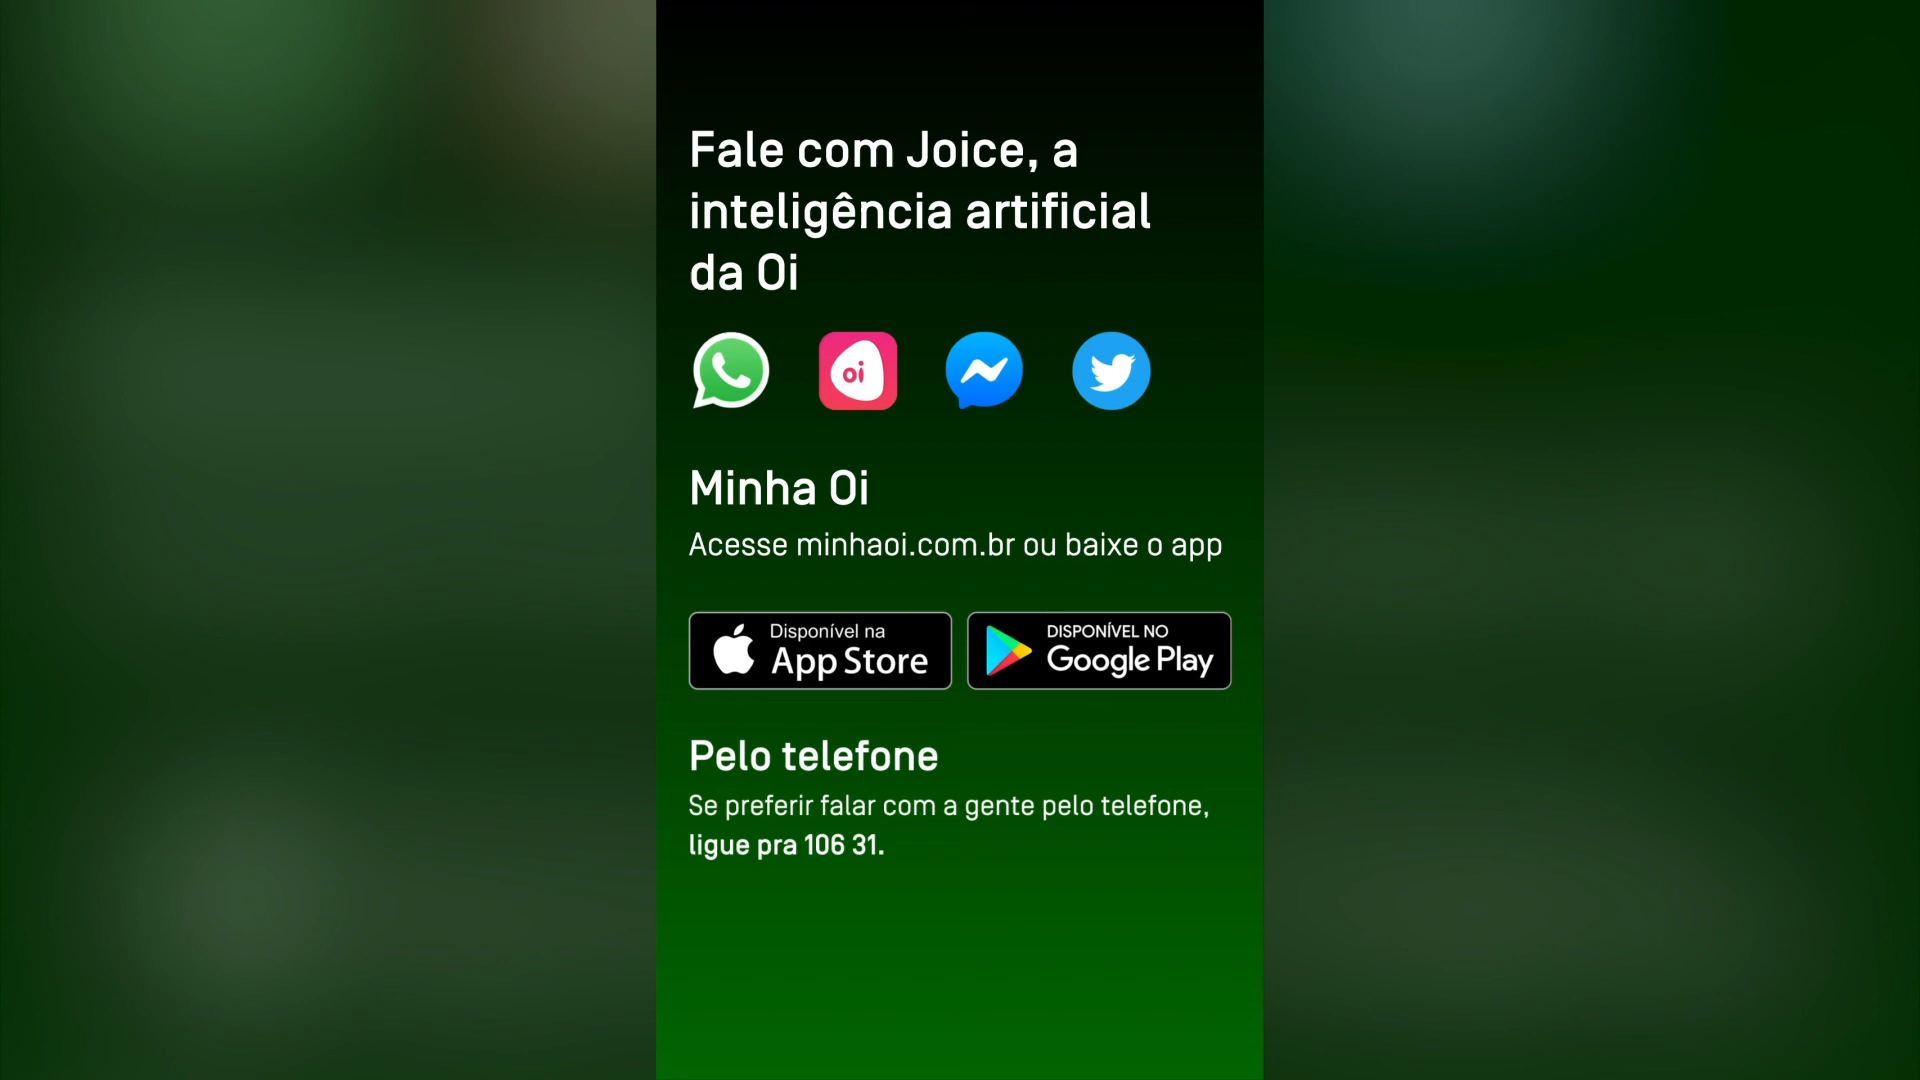 Fale com Joice, a
inteligência artificial
da Oi
oi
Minha Oi
Acesse minhaoi.com.br ou baixe o app
Disponível na
App Store
DISPONÍVEL NO
Google Play
Pelo telefone
Se preferir falar com a gente pelo telefone,
ligue pra 106 31.